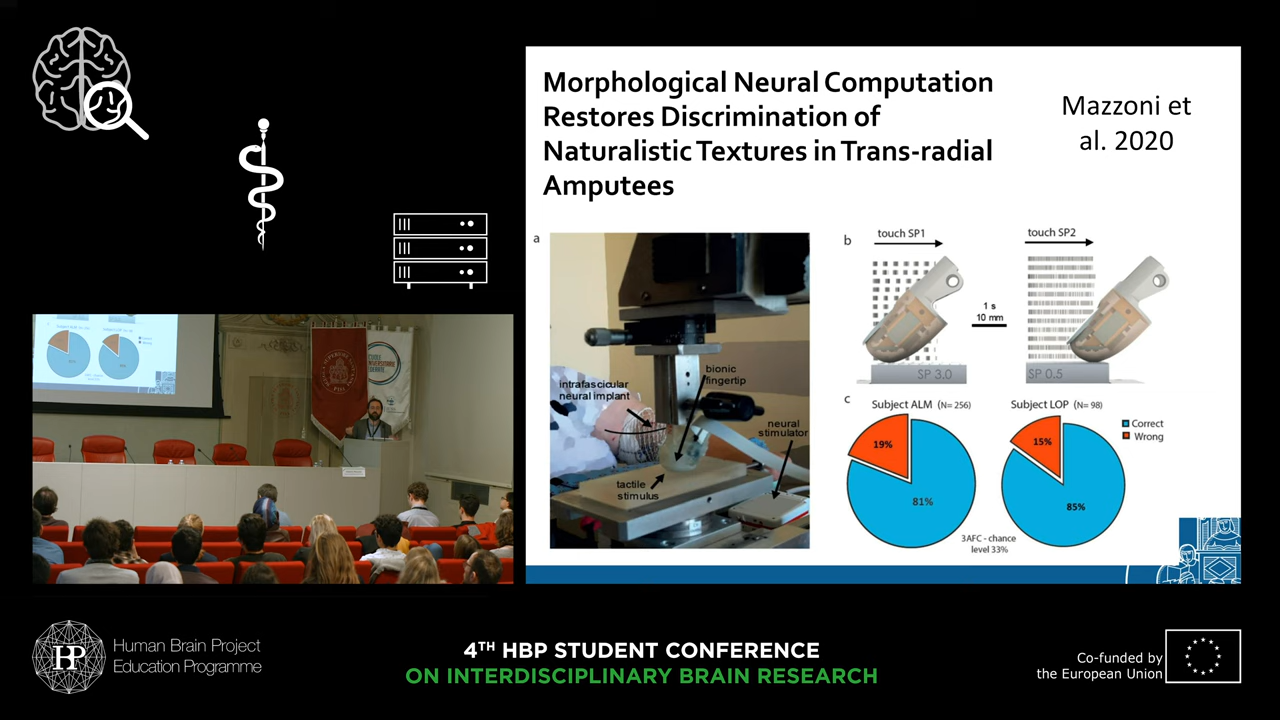 Morphological Neural Computation
Restores Discrimination of
Naturalistic Textures in Trans-radial
Amputees
Mazzoni et
al. 2020
a
intrafascicular
neural implant
bionic
fingertip
neural
stimulator
tactile
stimulus
b
touch SP1
touch SP2
1 s
10 mm
SP 3.0
SP 0.5
c
Subject ALM (N= 256)
Subject LOP (N= 98)
Correct
Wrong
19%
81%
15%
85%
3AFC - chance
level 33%
HBP
Human Brain Project
Education Programme
4TH HBP STUDENT CONFERENCE
ON INTERDISCIPLINARY BRAIN RESEARCH
Co-funded by
the European Union